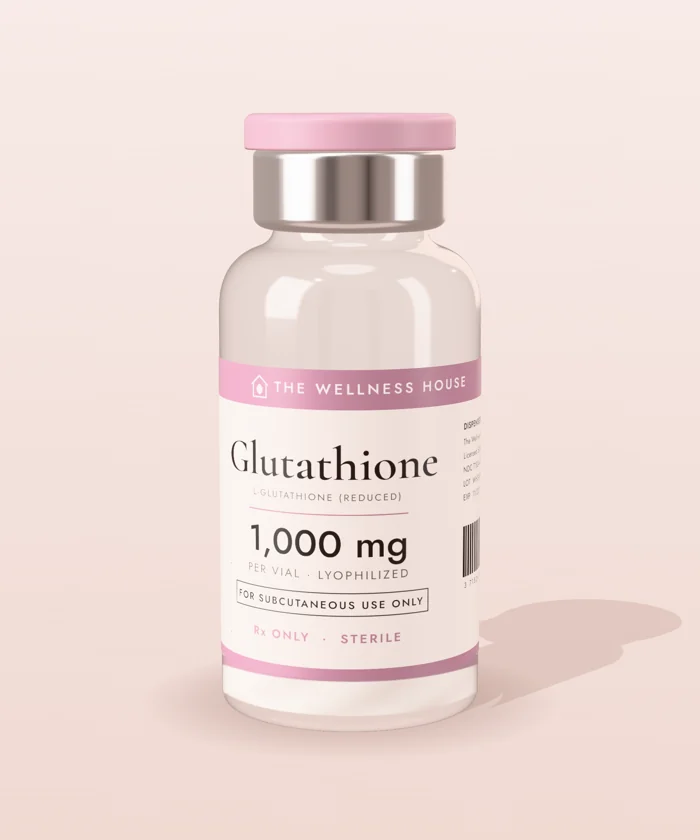 THE WELLNESS HOUSE
Glutathione
L-GLUTATHIONE (REDUCED)
1,000 mg
PER VIAL · LYOPHILIZED
FOR SUBCUTANEOUS USE ONLY
Rx ONLY · STERILE